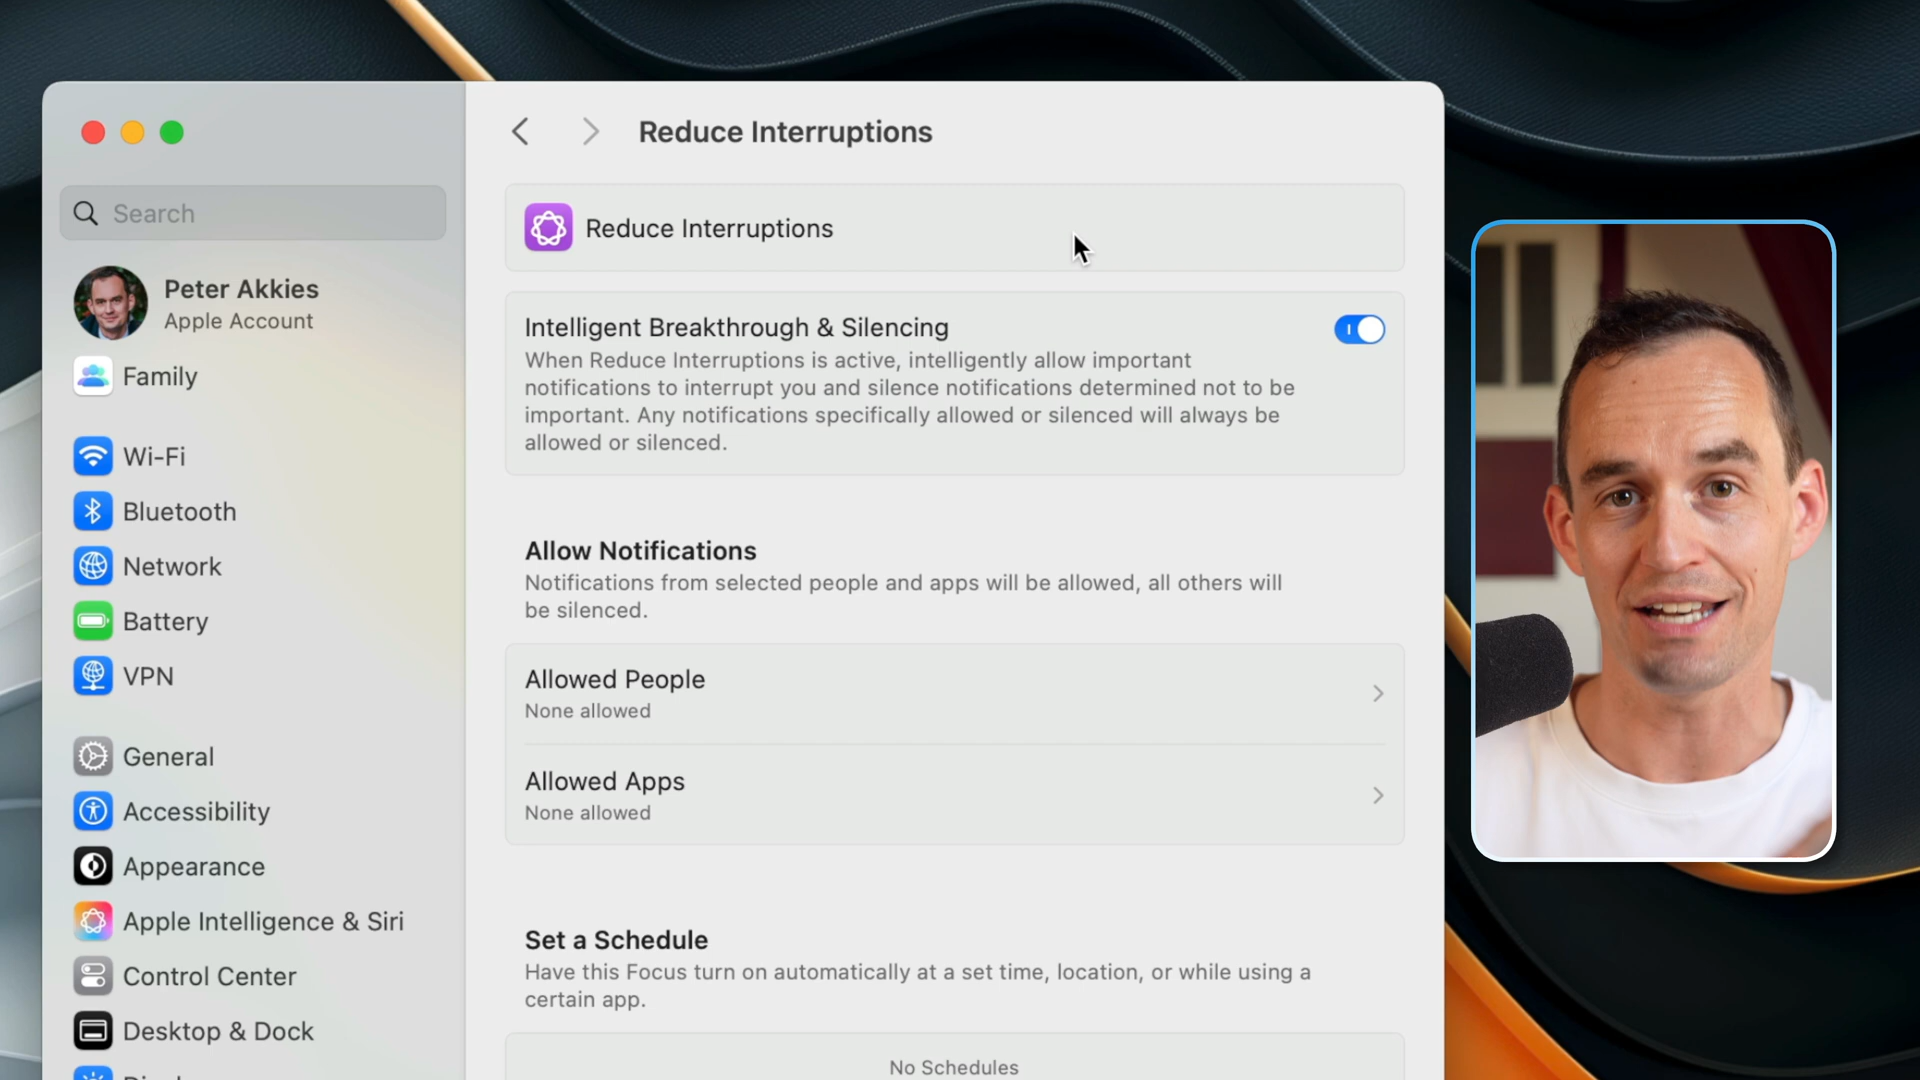 Search
Peter Akkies
Apple Account
Family
Wi-Fi
Bluetooth
Network
Battery
VPN
General
Accessibility
Appearance
Apple Intelligence & Siri
Control Center
Desktop & Dock
Reduce Interruptions
Reduce Interruptions
Intelligent Breakthrough & Silencing
When Reduce Interruptions is active, intelligently allow important
notifications to interrupt you and silence notifications determined not to be
important. Any notifications specifically allowed or silenced will always be
allowed or silenced.
Allow Notifications
Notifications from selected people and apps will be allowed, all others will
be silenced.
Allowed People
None allowed
Allowed Apps
None allowed
Set a Schedule
Have this Focus turn on automatically at a set time, location, or while using a
certain app.
No Schedules